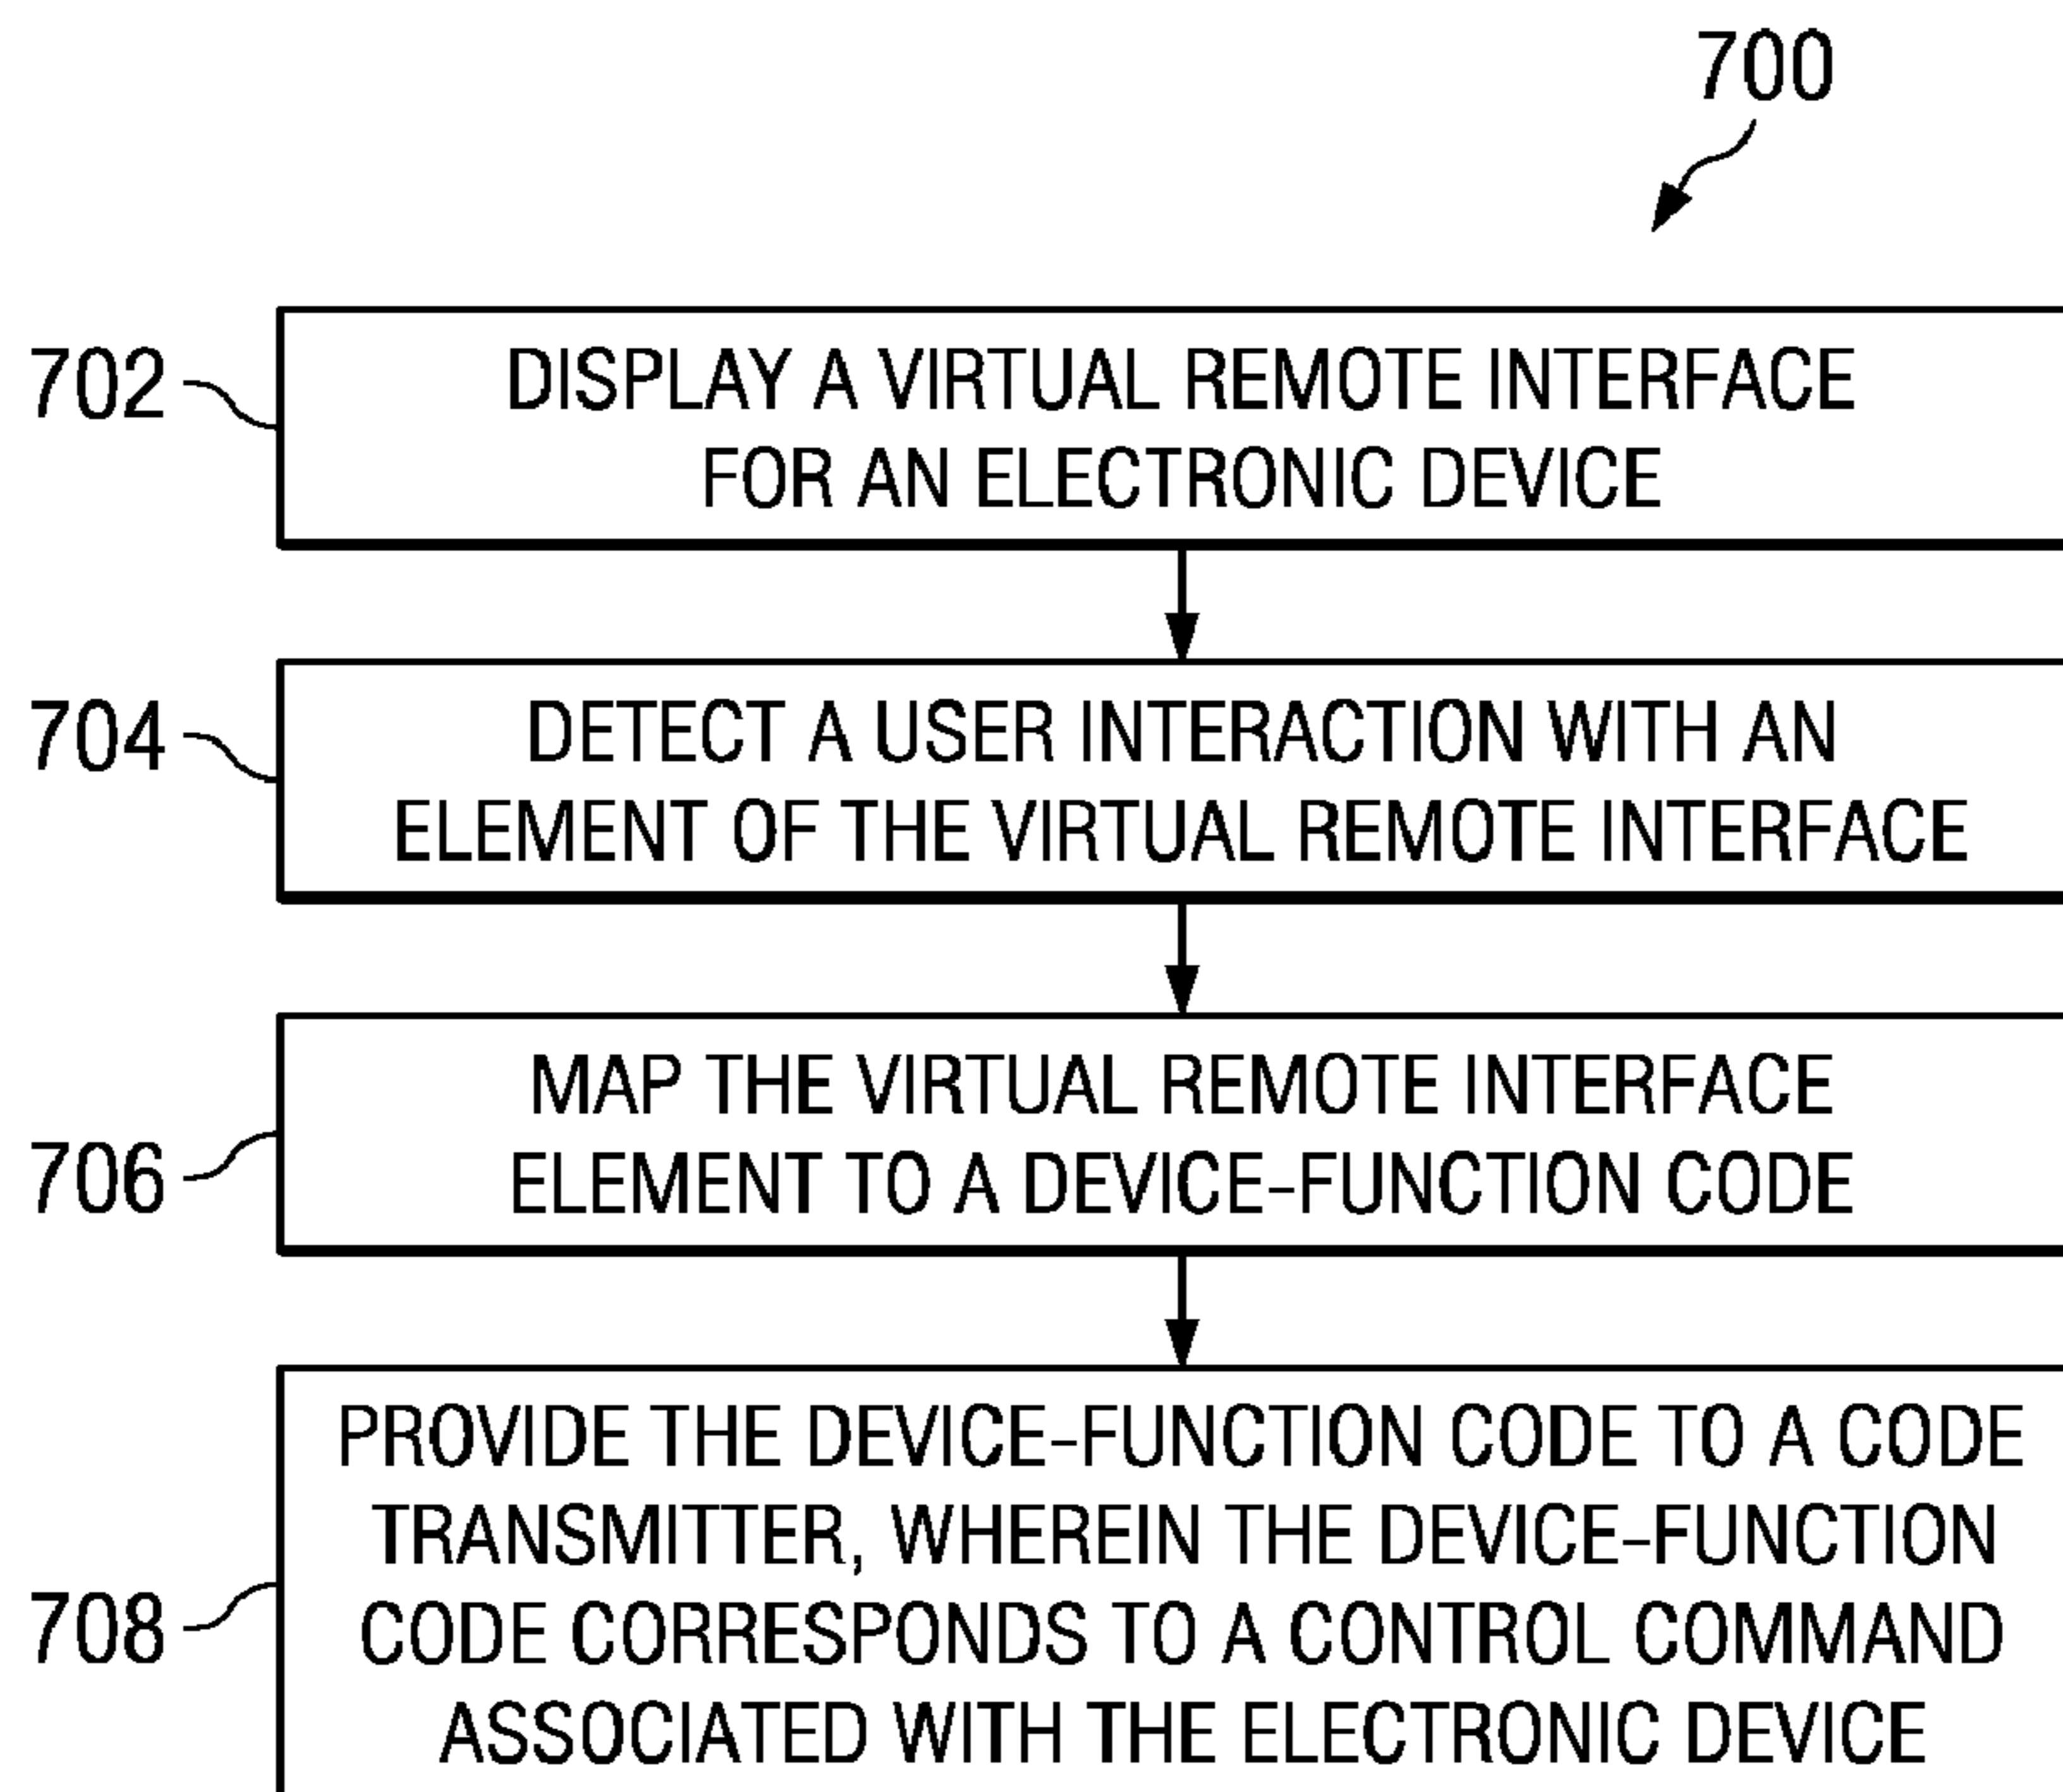 700
702
DISPLAY A VIRTUAL REMOTE INTERFACE
FOR AN ELECTRONIC DEVICE
704
DETECT A USER INTERACTION WITH AN
ELEMENT OF THE VIRTUAL REMOTE INTERFACE
706
MAP THE VIRTUAL REMOTE INTERFACE
ELEMENT TO A DEVICE-FUNCTION CODE
708
PROVIDE THE DEVICE-FUNCTION CODE TO A CODE
TRANSMITTER, WHEREIN THE DEVICE-FUNCTION
CODE CORRESPONDS TO A CONTROL COMMAND
ASSOCIATED WITH THE ELECTRONIC DEVICE